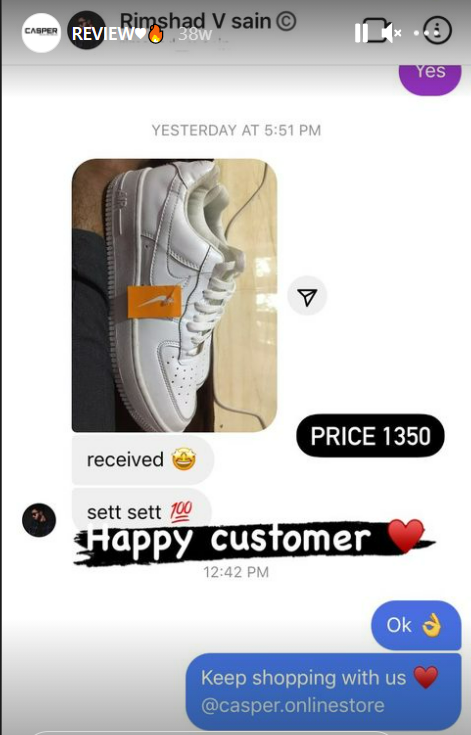 Rimshad V sain ©
CASPER
REVIEW♥🔥 38w
Yes
YESTERDAY AT 5:51 PM
AIR
PRICE 1350
received 🤩
sett sett 💯
Happy customer ♥️
12:42 PM
Ok 👌
Keep shopping with us ♥️
@casper.onlinestore